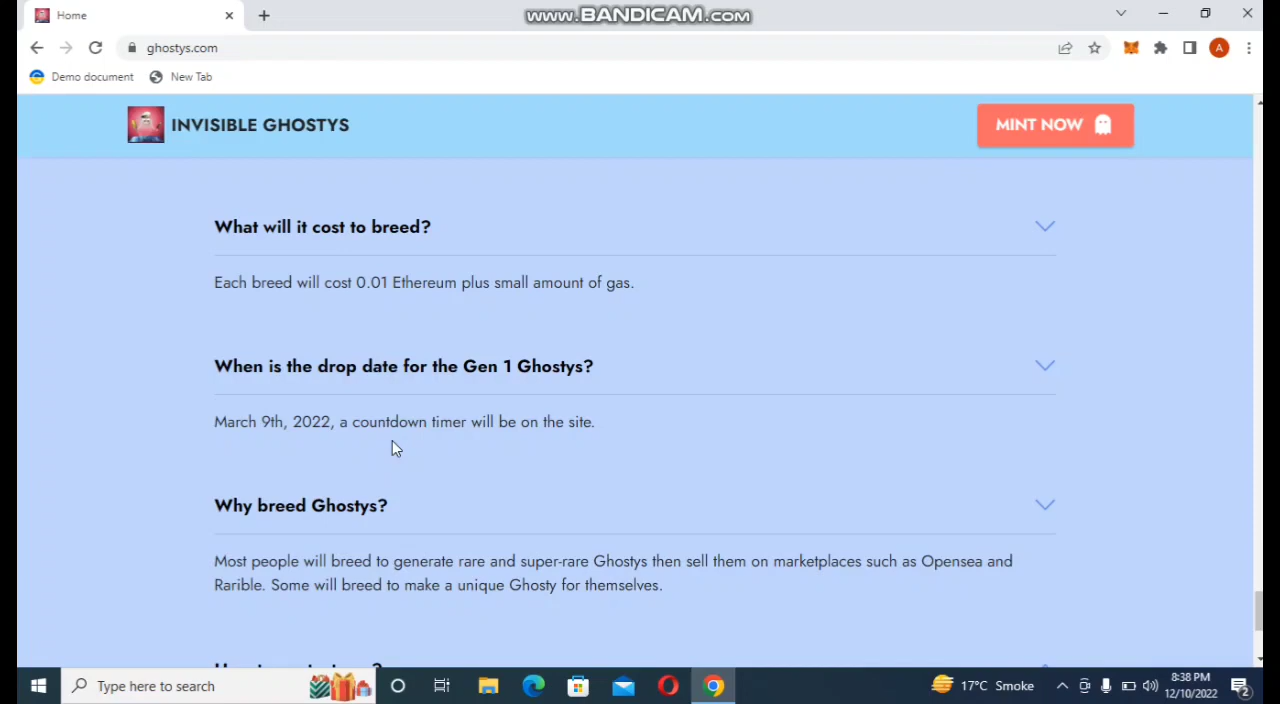 Home
WWW.BANDICAM.COM
ghostys.com
A
Demo document
New Tab
INVISIBLE GHOSTYS
MINT NOW
What will it cost to breed?
Each breed will cost 0.01 Ethereum plus small amount of gas.
When is the drop date for the Gen 1 Ghostys?
March 9th, 2022, a countdown timer will be on the site.
Why breed Ghostys?
Most people will breed to generate rare and super-rare Ghostys then sell them on marketplaces such as Opensea and
Rarible. Some will breed to make a unique Ghosty for themselves.
Type here to search
17°C Smoke
8:38 PM
12/10/2022
2